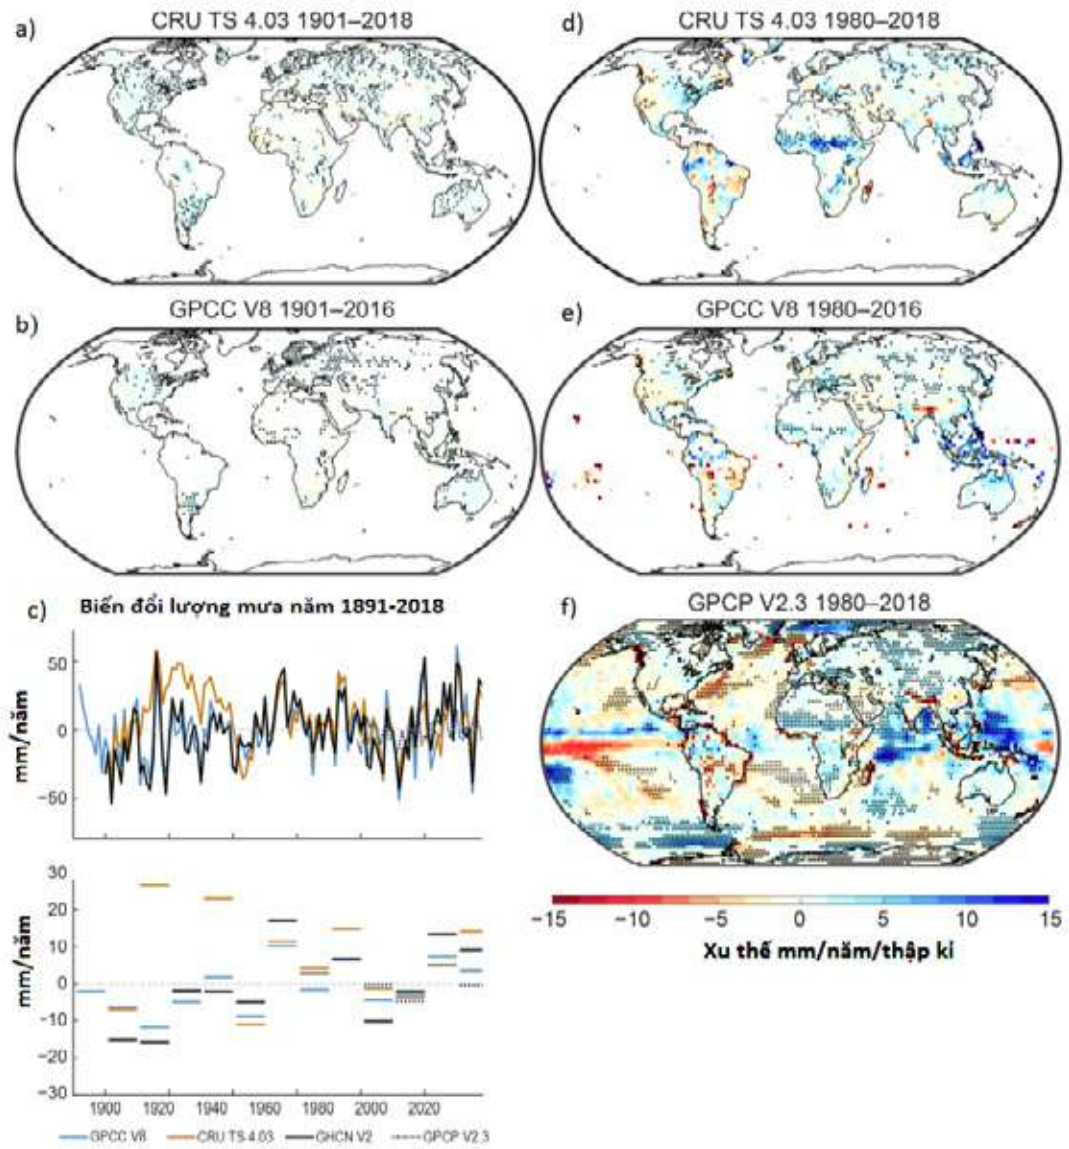 a) CRU TS 4.03 1901–2018
d) CRU TS 4.03 1980–2018
b) GPCC V8 1901–2016
e) GPCC V8 1980–2016
c) Biến đổi lượng mưa năm 1891-2018
f) GPCP V2.3 1980–2018
50
0
−50
mm/năm
30
20
10
0
−10
−20
−30
mm/năm
1900 1920 1940 1960 1980 2000 2020
GPCC V8 CRU TS 4.03 GHCN V2 GPCP V2.3
−15 −10 −5 0 5 10 15
Xu thế mm/năm/thập kỉ